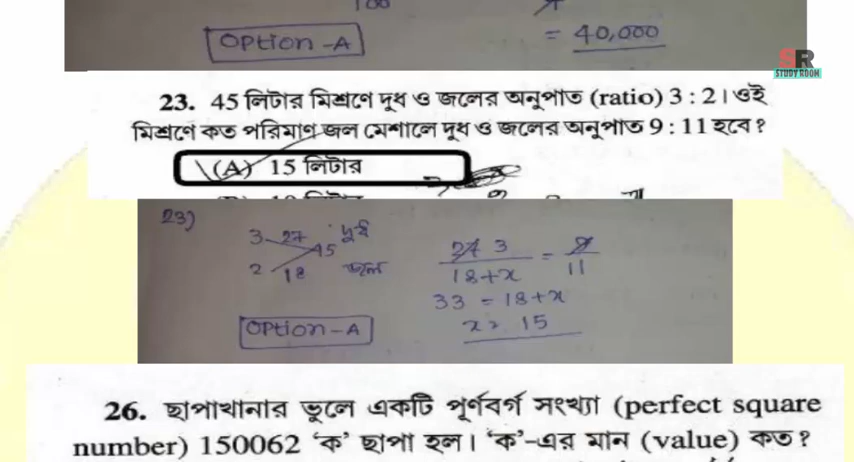 100
Option-A
= 40,000
SR
STUDY ROOM
23. 45 লিটার মিশ্রণে দুধ ও জলের অনুপাত (ratio) 3 : 2। ওই
মিশ্রণে কত পরিমাণ জল মেশালে দুধ ও জলের অনুপাত 9 : 11 হবে?
(A) 15 লিটার
23)
3 27 দুধ
45
2 18 জল
27 3 / 18+x = 9 / 11
33 = 18+x
x = 15
Option-A
26. ছাপাখানার ভুলে একটি পূর্ণবর্গ সংখ্যা (perfect square
number) 150062 ‘ক’ ছাপা হল। ‘ক’-এর মান (value) কত?